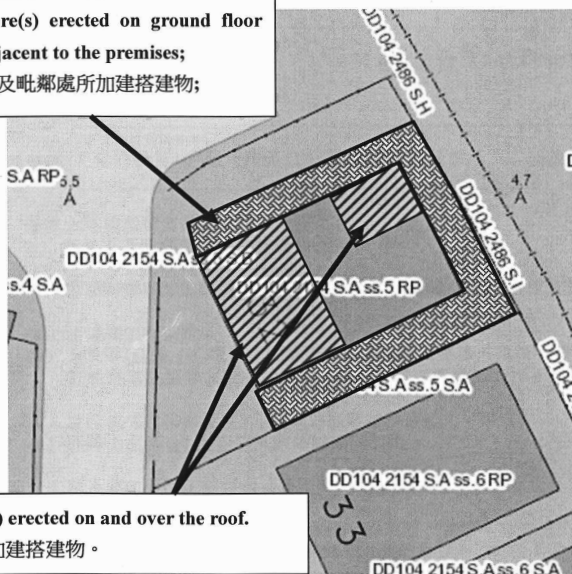 re(s) erected on ground floor
jacent to the premises;
及毗鄰處所加建搭建物;
DD104 2486 S.H
S.A RP
5.5
4.7
DD104 2486 S.I
DD104 2154 S.A
s.4 S.A
S.A ss.5 RP
DD104 2
S.A ss.5 S.A
DD104 2154 S.A ss.6 RP
33
) erected on and over the roof.
加建搭建物。
DD104 2154 S.A ss.6 S.A